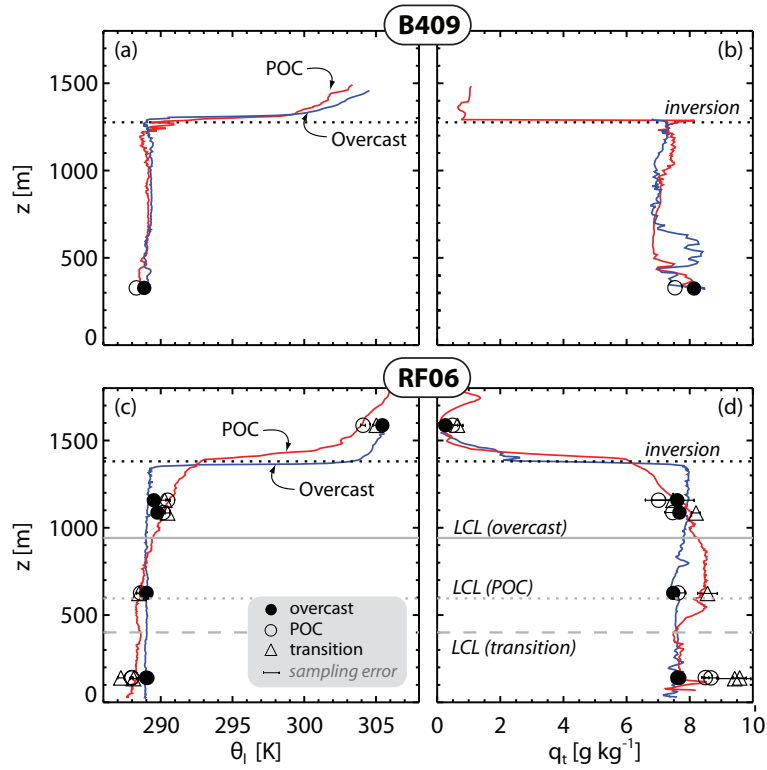 B409
(a)
(b)
POC
Overcast
inversion
z [m]
1500
1000
500
0
RF06
(c)
(d)
POC
Overcast
inversion
LCL (overcast)
LCL (POC)
LCL (transition)
z [m]
1500
1000
500
0
overcast
POC
transition
sampling error
290 295 300 305
0 2 4 6 8 10
θl [K]
qt [g kg-1]